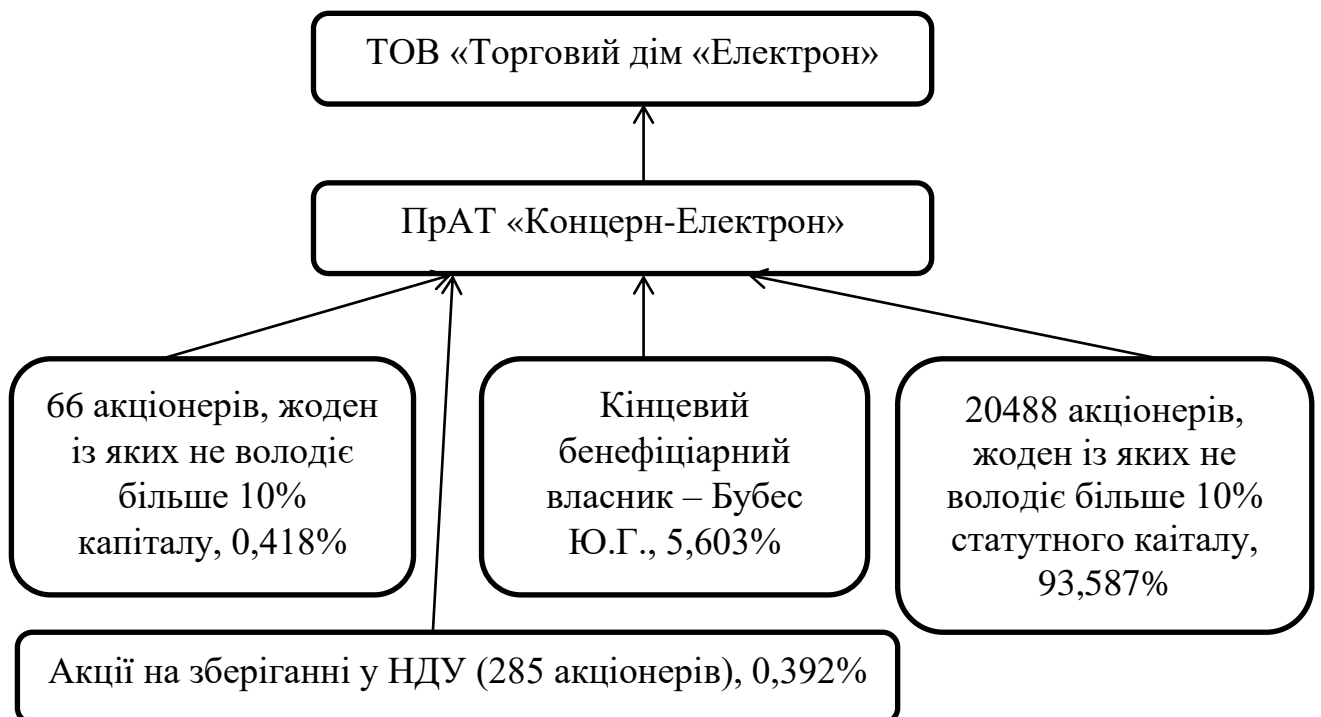 ТОВ «Торговий дім «Електрон»
ПрАТ «Концерн-Електрон»
66 акціонерів, жоден
із яких не володіє
більше 10%
капіталу, 0,418%
Кінцевий
бенефіціарний
власник – Бубес
Ю.Г., 5,603%
20488 акціонерів,
жоден із яких не
володіє більше 10%
статутного каіталу,
93,587%
Акції на зберіганні у НДУ (285 акціонерів), 0,392%